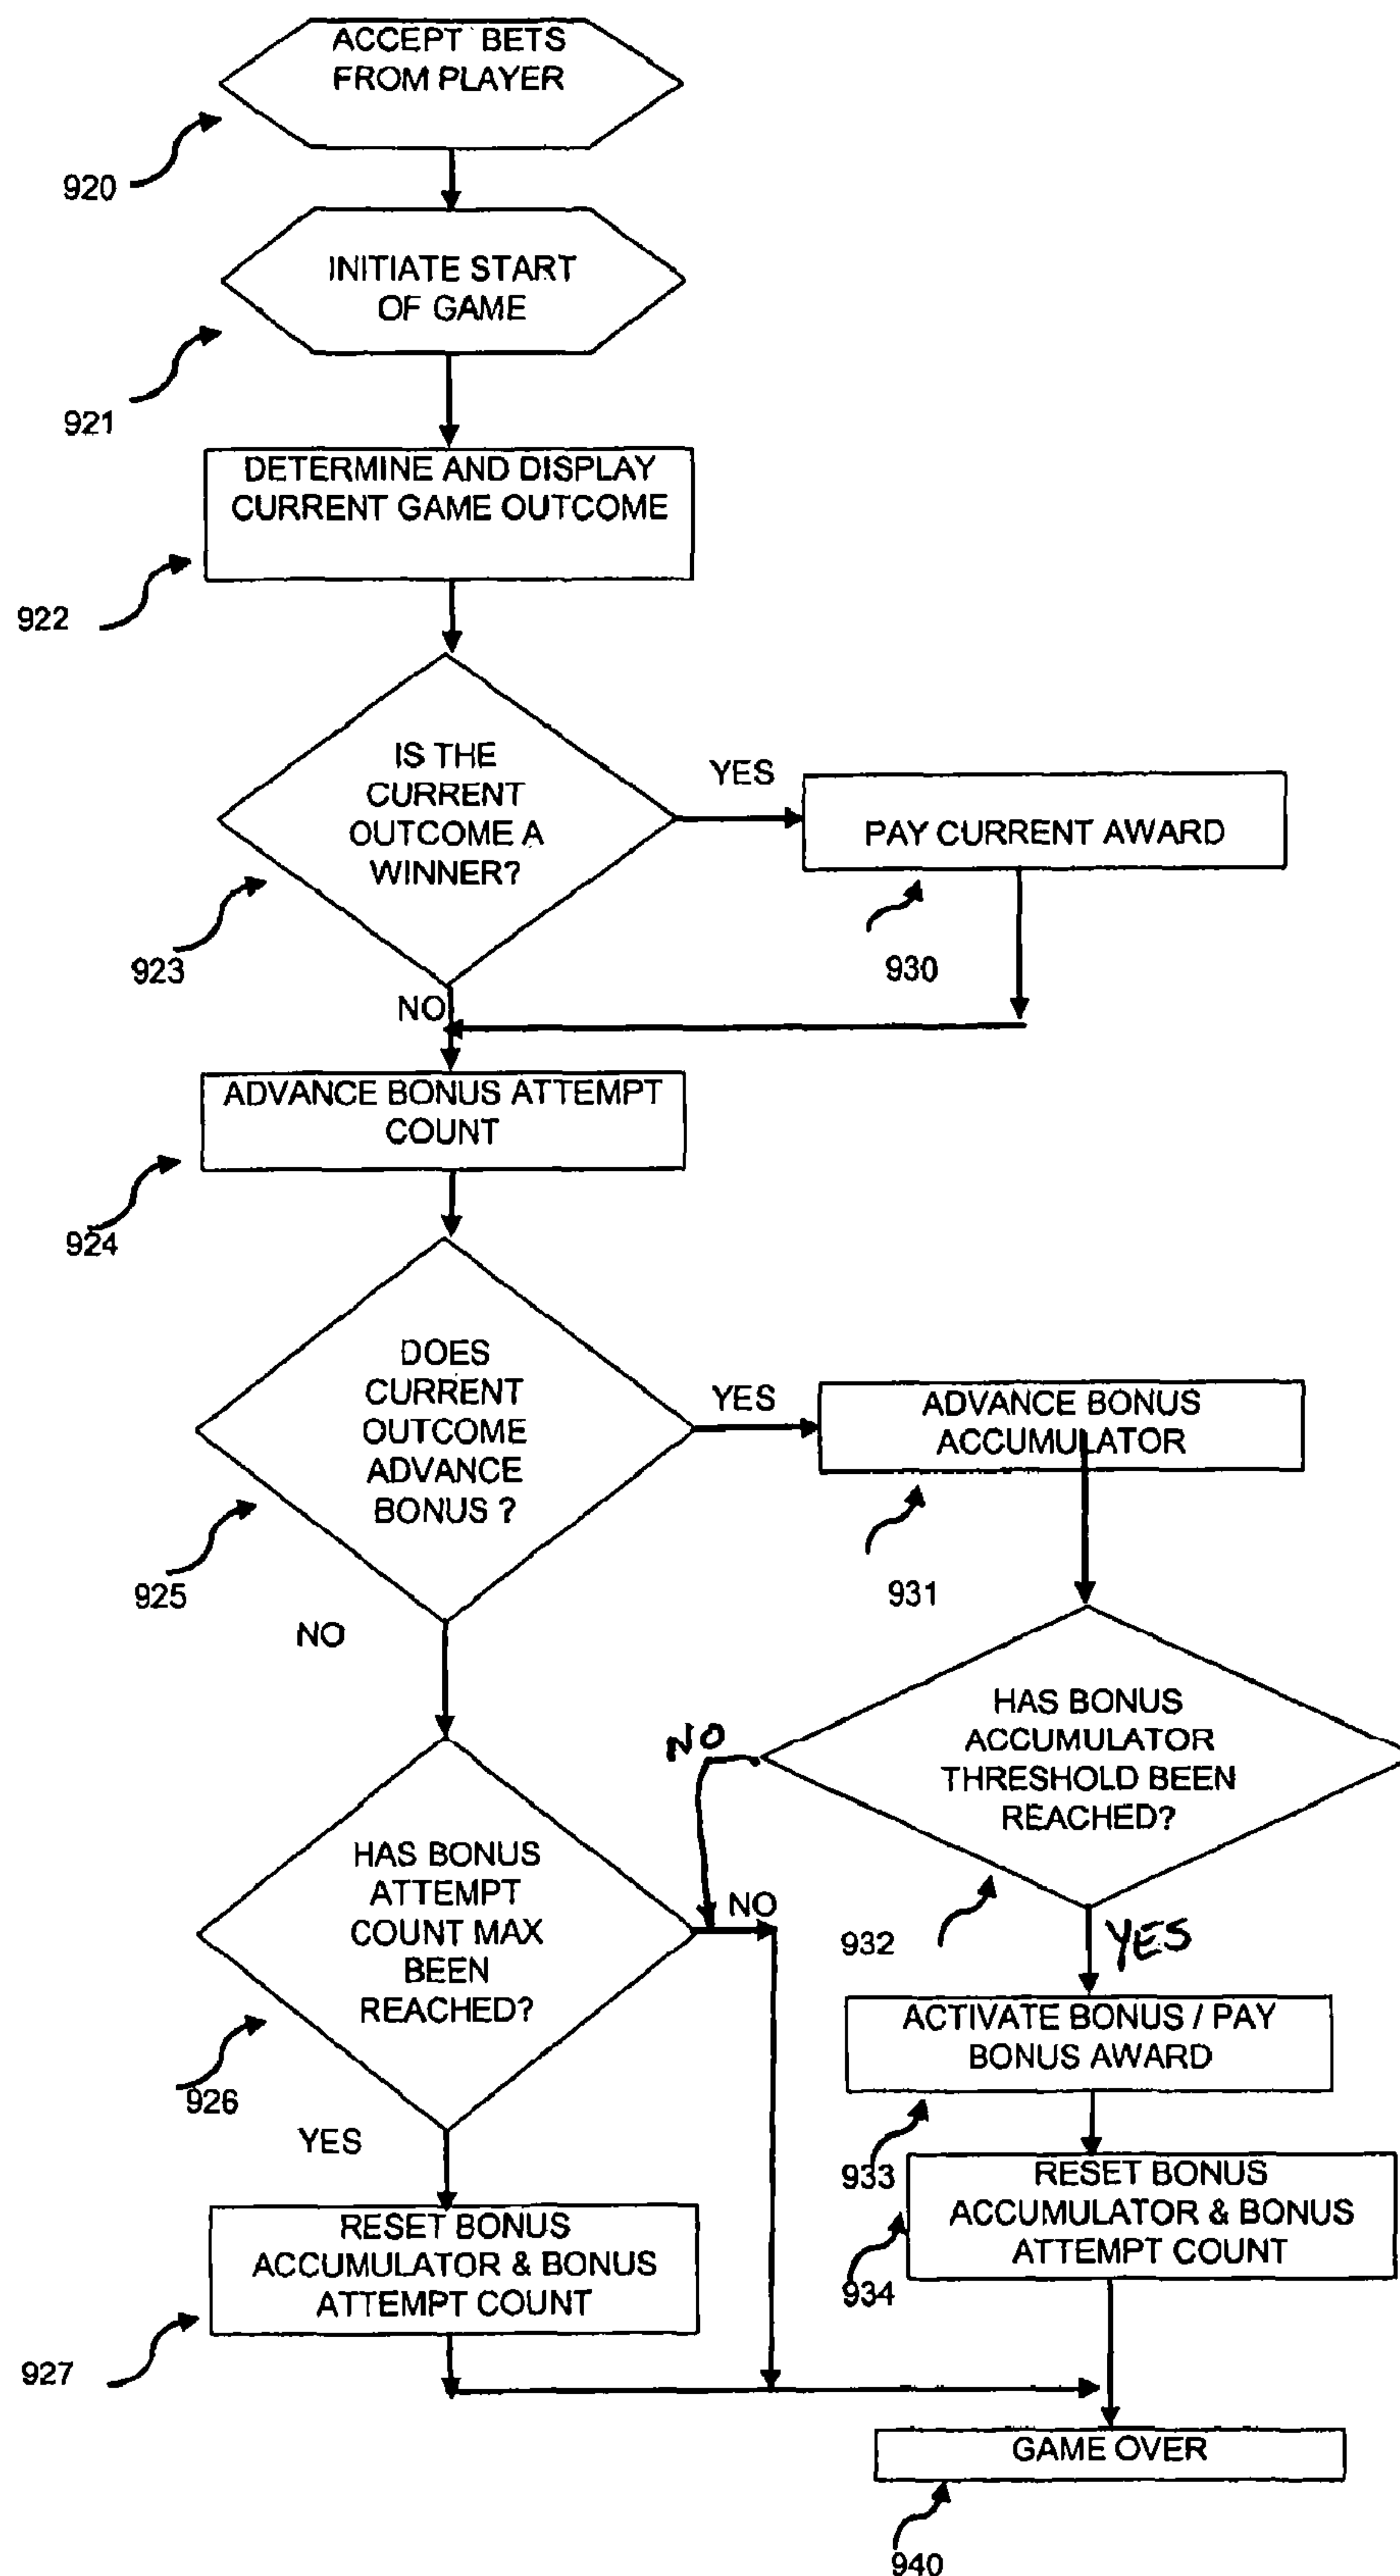 ACCEPT BETS
FROM PLAYER
920
INITIATE START
OF GAME
921
DETERMINE AND DISPLAY
CURRENT GAME OUTCOME
922
IS THE
CURRENT
OUTCOME A
WINNER?
923
YES
PAY CURRENT AWARD
930
NO
ADVANCE BONUS ATTEMPT
COUNT
924
DOES
CURRENT
OUTCOME
ADVANCE
BONUS ?
925
YES
ADVANCE BONUS
ACCUMULATOR
931
NO
HAS BONUS
ACCUMULATOR
THRESHOLD BEEN
REACHED?
932
NO
HAS BONUS
ATTEMPT
COUNT MAX
BEEN
REACHED?
926
NO
YES
ACTIVATE BONUS / PAY
BONUS AWARD
933
YES
RESET BONUS
ACCUMULATOR & BONUS
ATTEMPT COUNT
934
RESET BONUS
ACCUMULATOR & BONUS
ATTEMPT COUNT
927
GAME OVER
940